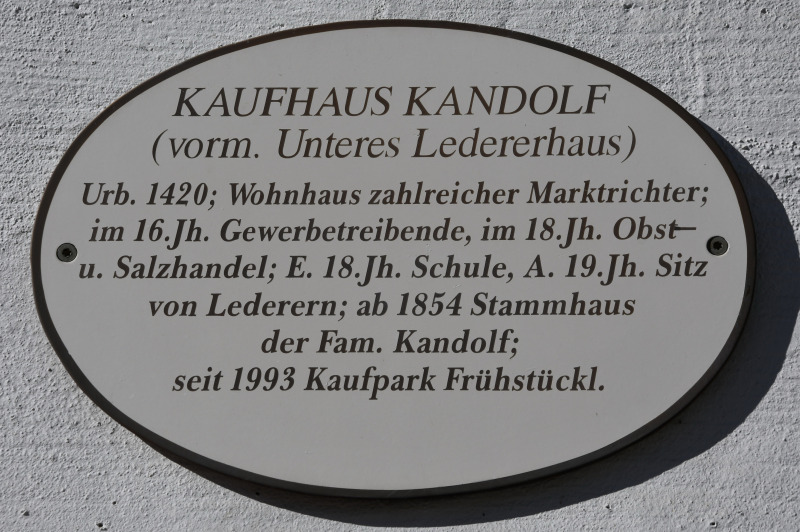 KAUFHAUS KANDOLF
(vorm. Unteres Ledererhaus)
Urb. 1420; Wohnhaus zahlreicher Marktrichter;
im 16.Jh. Gewerbetreibende, im 18.Jh. Obst-
u. Salzhandel; E. 18.Jh. Schule, A. 19.Jh. Sitz
von Lederern; ab 1854 Stammhaus
der Fam. Kandolf;
seit 1993 Kaufpark Frühstückl.